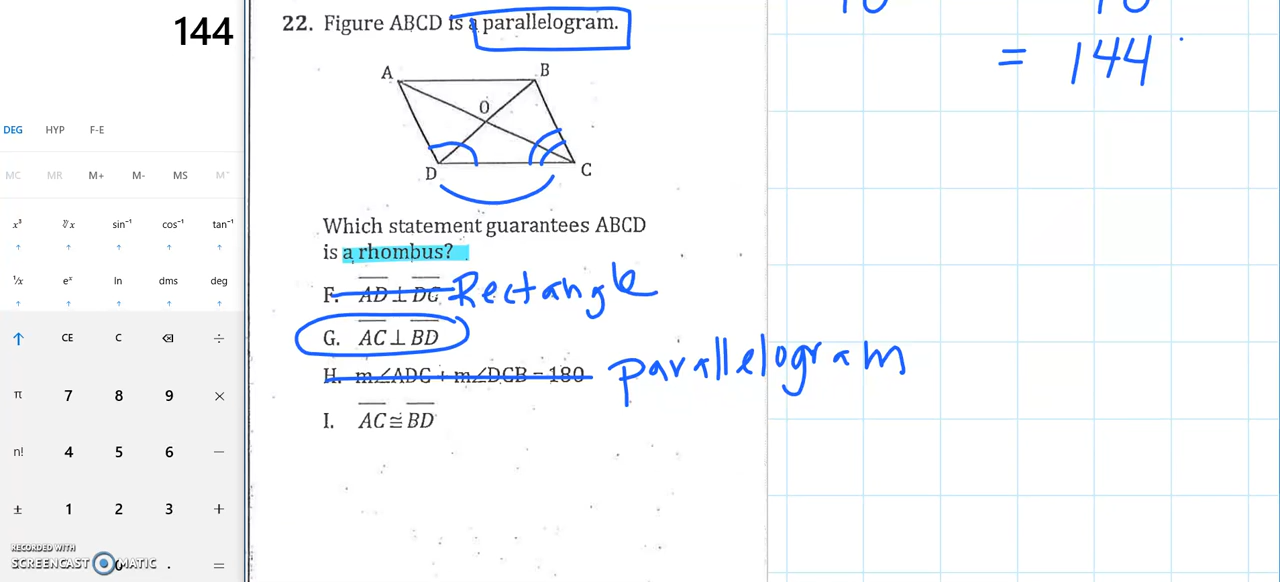 144
DEG HYP F-E
MC MR M+ M- MS
x³ sin⁻¹ cos⁻¹ tan⁻¹
↑ ↑ ↑ ↑ ↑
¹/x eˣ ln dms deg
↑ ↑ ↑ ↑ ↑
↑ CE C ⌫ ÷
π 7 8 9 ×
n! 4 5 6 −
± 1 2 3 +
. =
RECORDED WITH
SCREENCAST MATIC
22. Figure ABCD is a parallelogram.
A B
O
D C
Which statement guarantees ABCD
is a rhombus?
F. AD ⊥ DC Rectangle
G. AC ⊥ BD
H. m∠ADC + m∠DCB = 180 parallelogram
I. AC ≅ BD
= 144